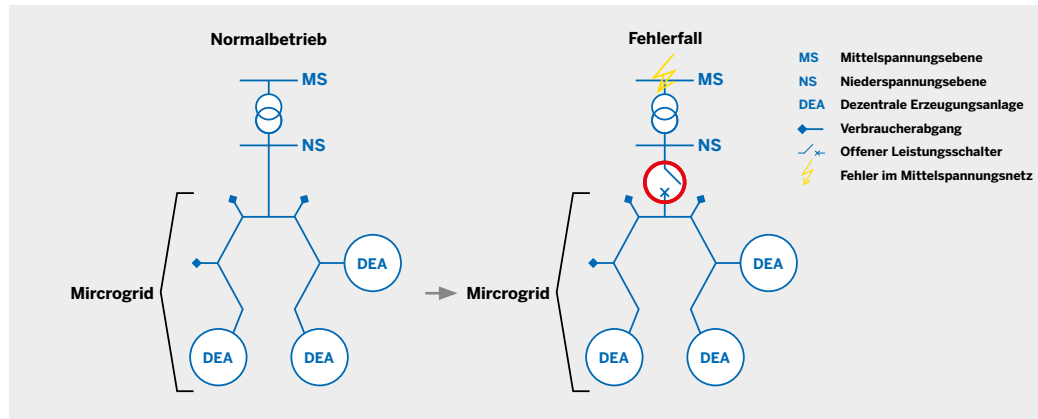 Normalbetrieb
MS
NS
Mircrogrid
DEA
DEA
DEA
Fehlerfall
MS
NS
Mircrogrid
DEA
DEA
DEA
MS Mittelspannungsebene
NS Niederspannungsebene
DEA Dezentrale Erzeugungsanlage
Verbraucherabgang
Offener Leistungsschalter
Fehler im Mittelspannungsnetz